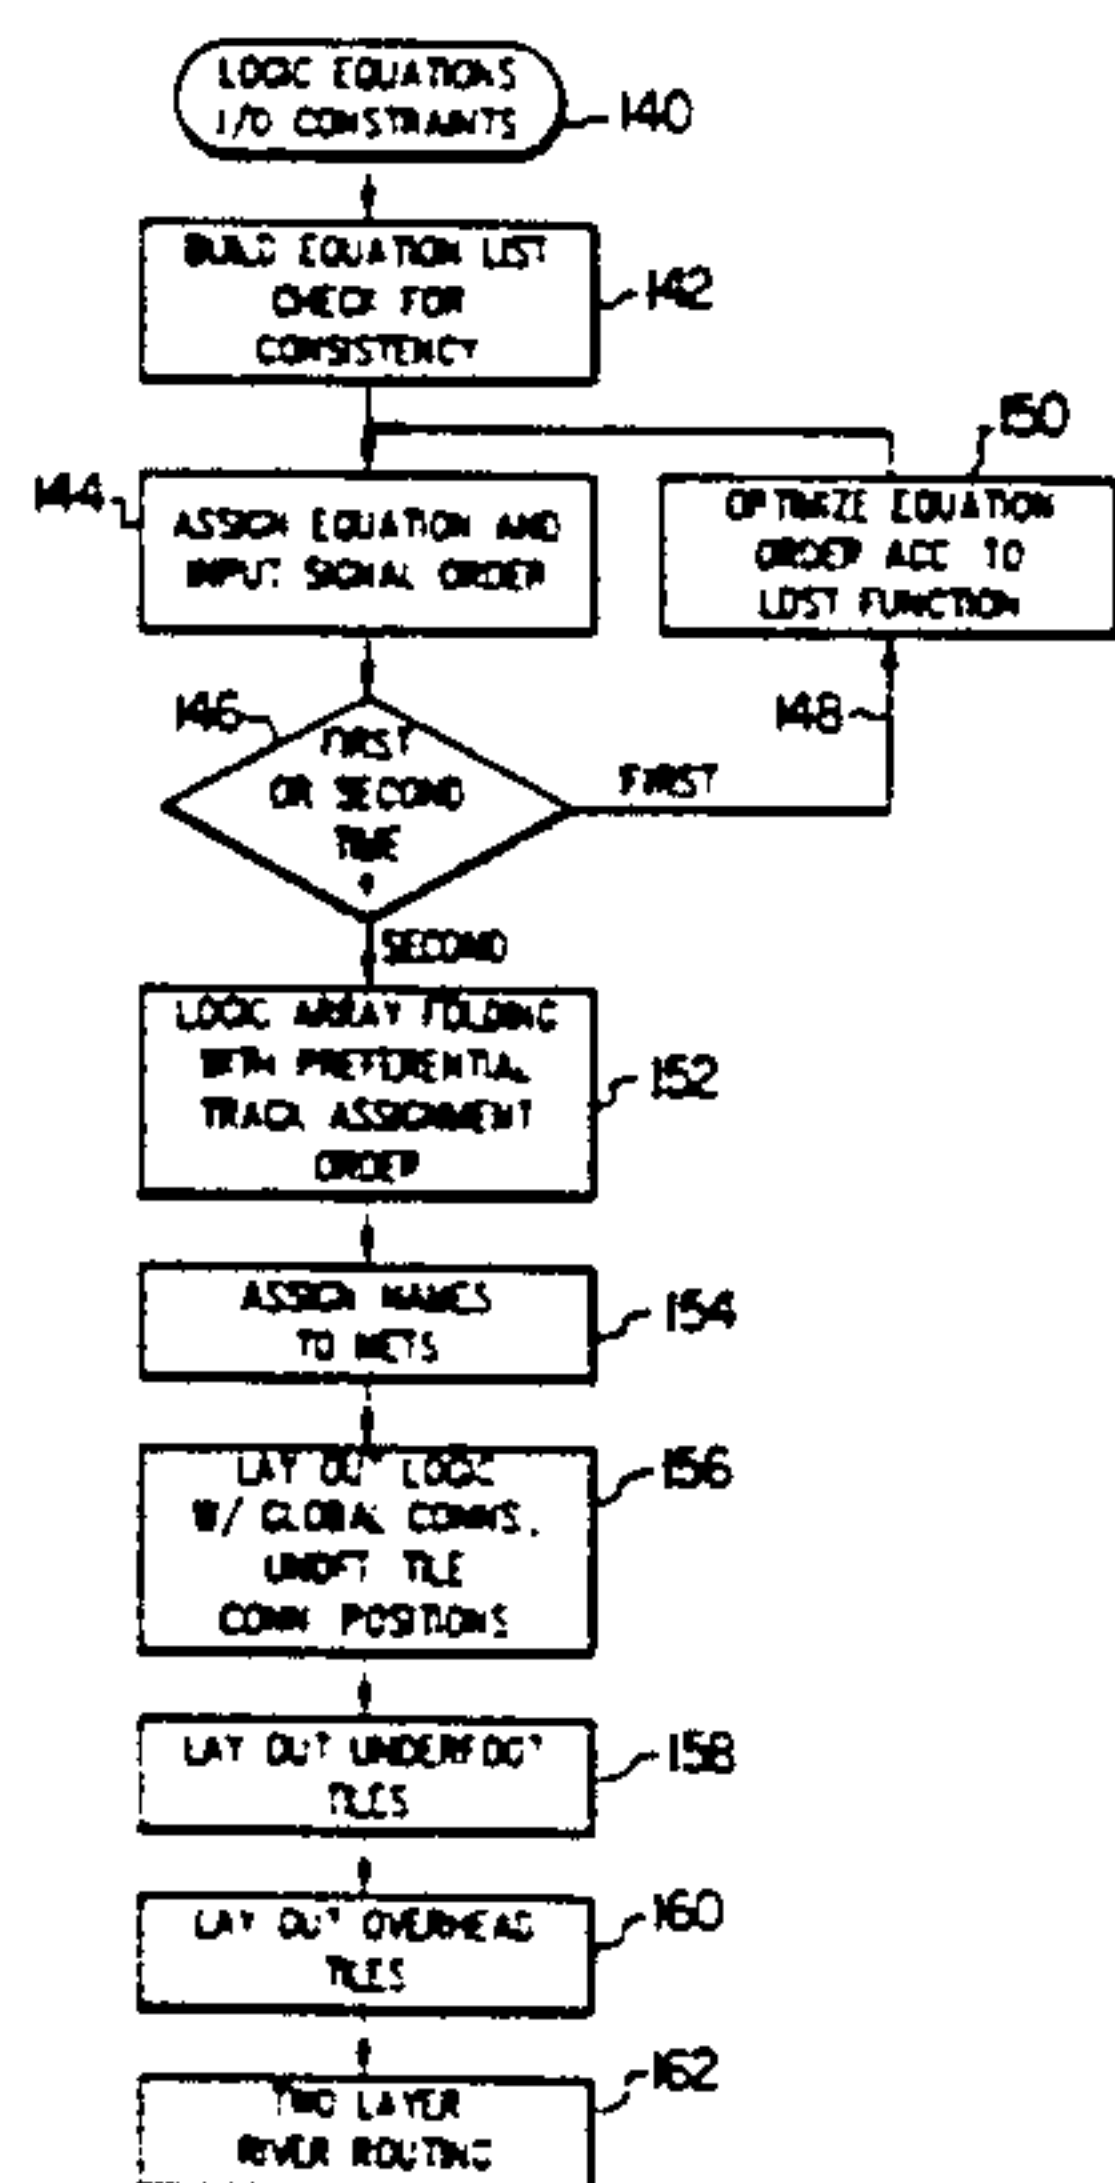 LOGIC EQUATIONS
I/O CONSTRAINTS
140
BUILD EQUATION LIST
CHECK FOR
CONSISTENCY
142
150
144
ASSIGN EQUATION AND
INPUT SIGNAL ORDER
OPTIMIZE EQUATION
ORDER ACC TO
COST FUNCTION
146
FIRST
OR SECOND
TIME
148
FIRST
SECOND
LOGIC ARRAY FOLDING
WITH PREFERENTIAL
TRACK ASSIGNMENT
ORDER
152
ASSIGN NAMES
TO NETS
154
LAY OUT LOGIC
W/ GLOBAL CONNS,
UNDFT TILE
CONN POSITIONS
156
LAY OUT UNDERFOOT
TILES
158
LAY OUT OVERHEAD
TILES
160
TWO LAYER
RIVER ROUTING
162